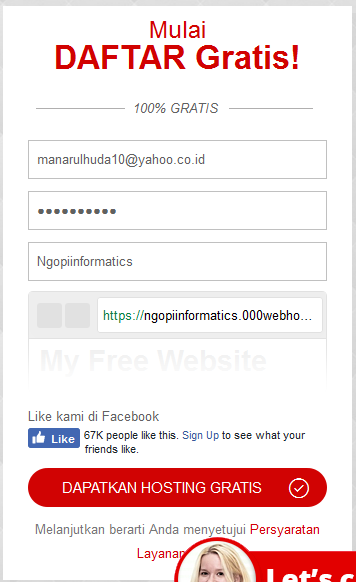 Mulai
DAFTAR Gratis!
100% GRATIS
manarulhuda10@yahoo.co.id
●●●●●●●●●●
Ngopiinformatics
https://ngopiinformatics.000webho...
My Free Website
Like kami di Facebook
Like 67K people like this. Sign Up to see what your
friends like.
DAPATKAN HOSTING GRATIS
Melanjutkan berarti Anda menyetujui Persyaratan
Layanan
Let's c